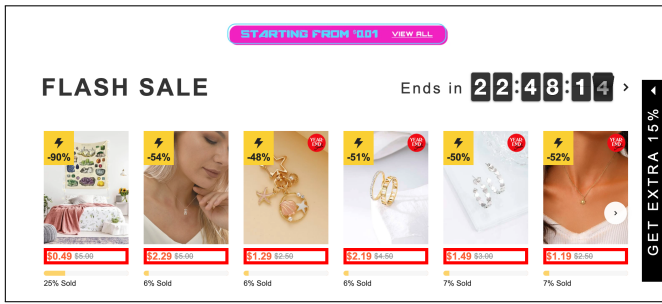 STARTING FROM $0.01 VIEW ALL
FLASH SALE
Ends in 22:48:14 >
GET EXTRA 15%
-90%
-54%
-48%
YEAR END
-51%
YEAR END
-50%
YEAR END
-52%
YEAR END
$0.49 $5.00
$2.29 $5.00
$1.29 $2.50
$2.19 $4.50
$1.49 $3.00
$1.19 $2.50
25% Sold
6% Sold
6% Sold
6% Sold
7% Sold
7% Sold